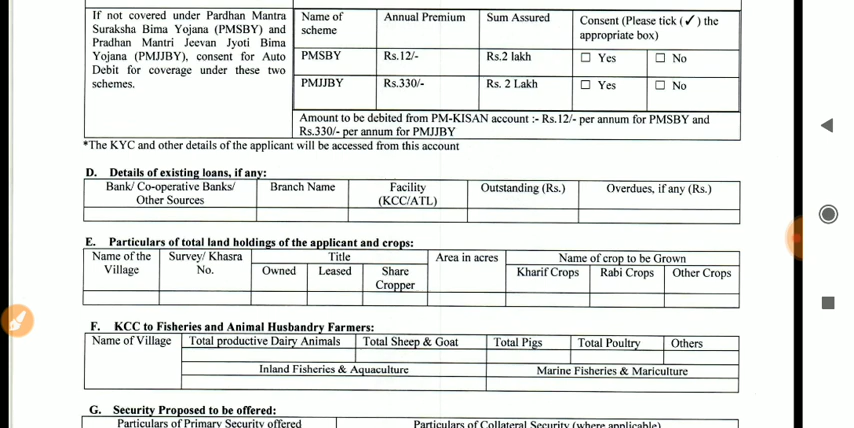 If not covered under Pardhan Mantra
Suraksha Bima Yojana (PMSBY) and
Pradhan Mantri Jeevan Jyoti Bima
Yojana (PMJJBY), consent for Auto
Debit for coverage under these two
schemes.
Name of scheme Annual Premium Sum Assured Consent (Please tick (✓) the appropriate box)
PMSBY Rs.12/- Rs.2 lakh ☐ Yes ☐ No
PMJJBY Rs.330/- Rs. 2 Lakh ☐ Yes ☐ No
Amount to be debited from PM-KISAN account :- Rs.12/- per annum for PMSBY and
Rs.330/- per annum for PMJJBY
*The KYC and other details of the applicant will be accessed from this account
D. Details of existing loans, if any:
Bank/ Co-operative Banks/ Other Sources Branch Name Facility (KCC/ATL) Outstanding (Rs.) Overdues, if any (Rs.)
E. Particulars of total land holdings of the applicant and crops:
Name of the Village Survey/ Khasra No. Title Area in acres Name of crop to be Grown
Owned Leased Share Cropper Kharif Crops Rabi Crops Other Crops
F. KCC to Fisheries and Animal Husbandry Farmers:
Name of Village Total productive Dairy Animals Total Sheep & Goat Total Pigs Total Poultry Others
Inland Fisheries & Aquaculture Marine Fisheries & Mariculture
G. Security Proposed to be offered:
Particulars of Primary Security offered Particulars of Collateral Security (where applicable)